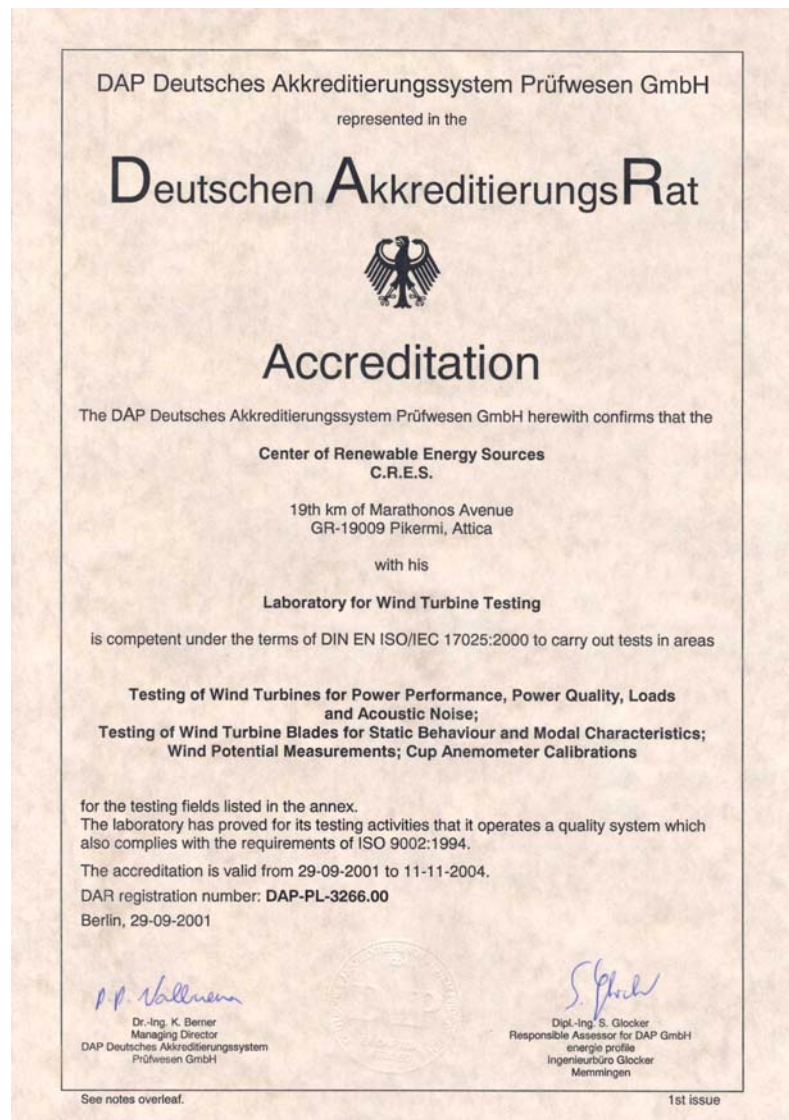 DAP Deutsches Akkreditierungssystem Prüfwesen GmbH
represented in the
Deutschen AkkreditierungsRat
Accreditation
The DAP Deutsches Akkreditierungssystem Prüfwesen GmbH herewith confirms that the
Center of Renewable Energy Sources
C.R.E.S.
19th km of Marathonos Avenue
GR-19009 Pikermi, Attica
with his
Laboratory for Wind Turbine Testing
is competent under the terms of DIN EN ISO/IEC 17025:2000 to carry out tests in areas
Testing of Wind Turbines for Power Performance, Power Quality, Loads
and Acoustic Noise;
Testing of Wind Turbine Blades for Static Behaviour and Modal Characteristics;
Wind Potential Measurements; Cup Anemometer Calibrations
for the testing fields listed in the annex.
The laboratory has proved for its testing activities that it operates a quality system which
also complies with the requirements of ISO 9002:1994.
The accreditation is valid from 29-09-2001 to 11-11-2004.
DAR registration number: DAP-PL-3266.00
Berlin, 29-09-2001
Dr.-Ing. K. Berner
Managing Director
DAP Deutsches Akkreditierungssystem
Prüfwesen GmbH
Dipl.-Ing. S. Glocker
Responsible Assessor for DAP GmbH
energie profile
Ingenieurbüro Glocker
Memmingen
See notes overleaf.
1st issue